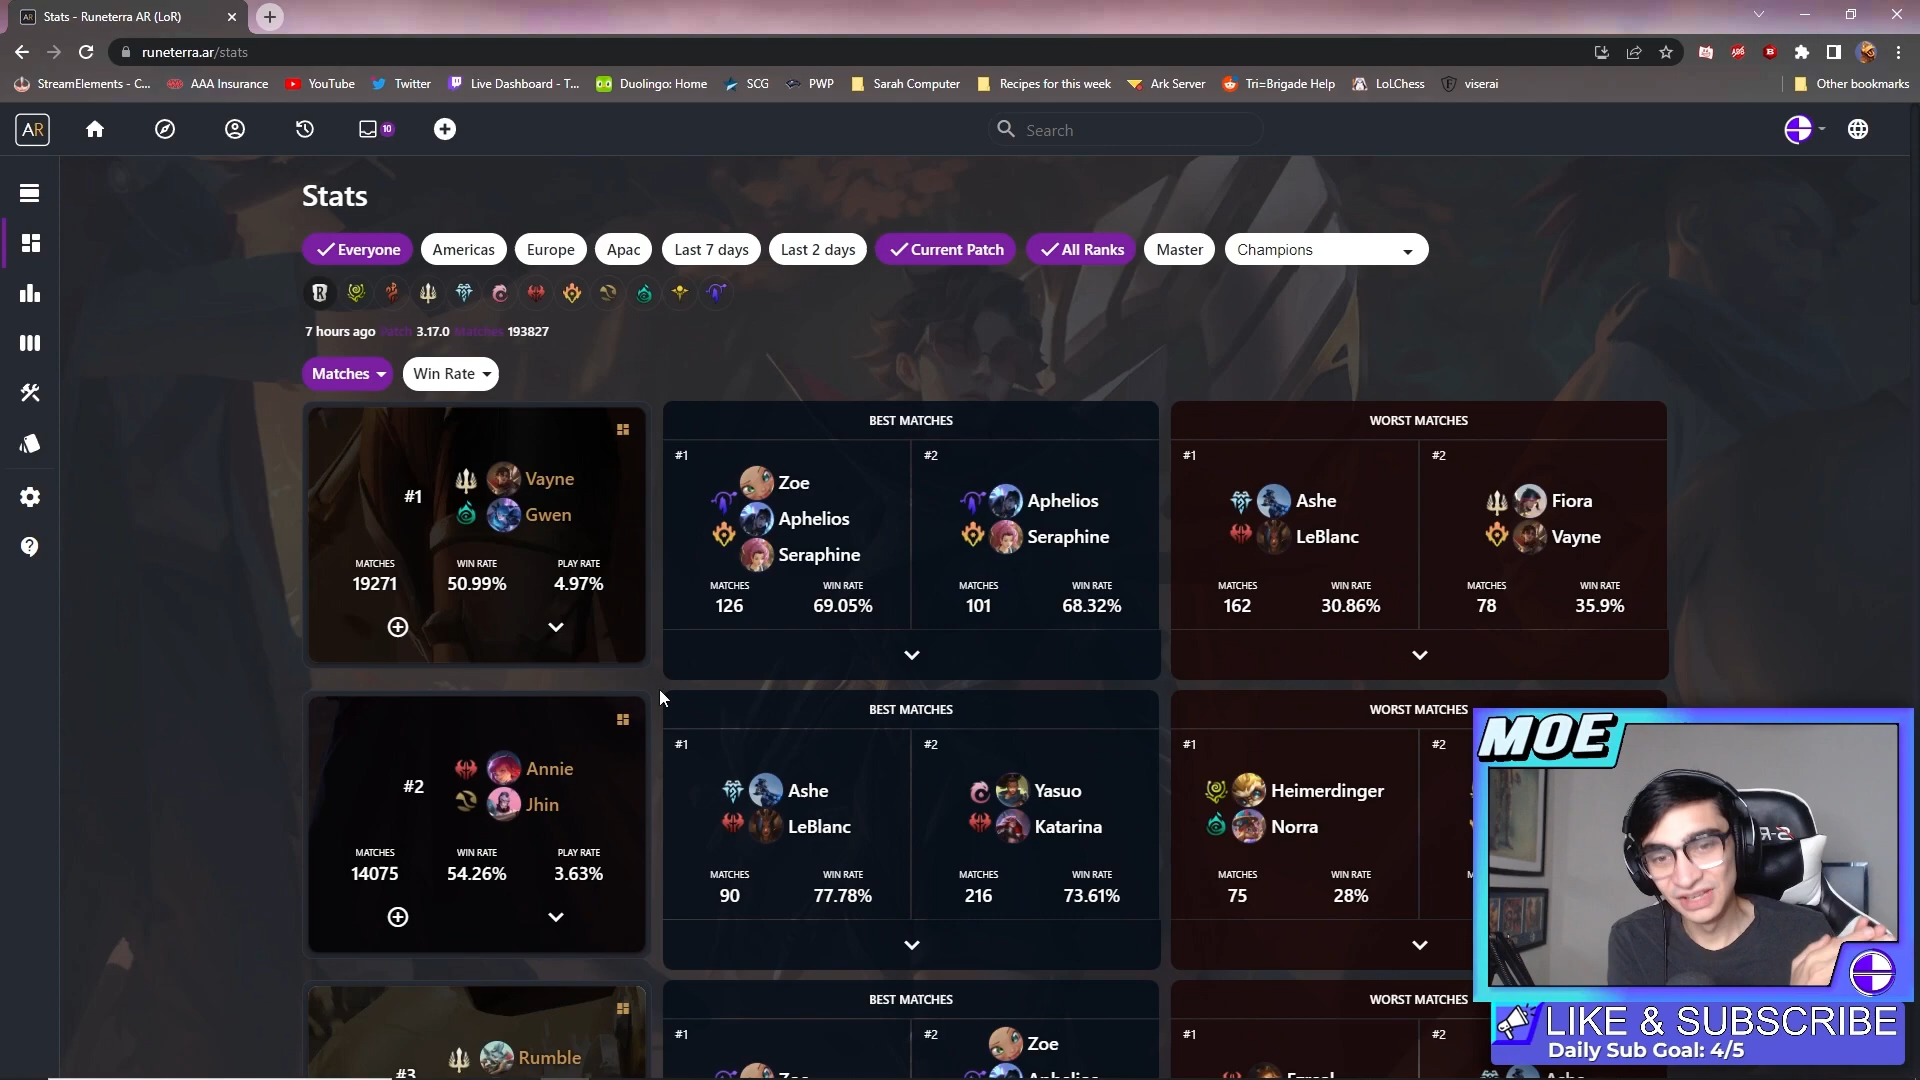 AR Stats - Runeterra AR (LoR)
runeterra.ar/stats
StreamElements - C...
AAA Insurance
YouTube
Twitter
Live Dashboard - T...
Duolingo: Home
SCG
PWP
Sarah Computer
Recipes for this week
Ark Server
Tri=Brigade Help
LoLChess
viserai
Other bookmarks
AR
10
Search
Stats
Everyone
Americas
Europe
Apac
Last 7 days
Last 2 days
Current Patch
All Ranks
Master
Champions
7 hours ago Patch 3.17.0 Matches 193827
Matches
Win Rate
#1
Vayne
Gwen
MATCHES WIN RATE PLAY RATE
19271 50.99% 4.97%
BEST MATCHES
#1
Zoe
Aphelios
Seraphine
MATCHES WIN RATE
126 69.05%
#2
Aphelios
Seraphine
MATCHES WIN RATE
101 68.32%
WORST MATCHES
#1
Ashe
LeBlanc
MATCHES WIN RATE
162 30.86%
#2
Fiora
Vayne
MATCHES WIN RATE
78 35.9%
#2
Annie
Jhin
MATCHES WIN RATE PLAY RATE
14075 54.26% 3.63%
BEST MATCHES
#1
Ashe
LeBlanc
MATCHES WIN RATE
90 77.78%
#2
Yasuo
Katarina
MATCHES WIN RATE
216 73.61%
WORST MATCHES
#1
Heimerdinger
Norra
MATCHES WIN RATE
75 28%
#2
#3
Rumble
BEST MATCHES
#1
Zoe
#2
Zoe
Aphelios
WORST MATCHES
#1
Ezreal
#2
Ashe
MOE
LIKE & SUBSCRIBE
Daily Sub Goal: 4/5